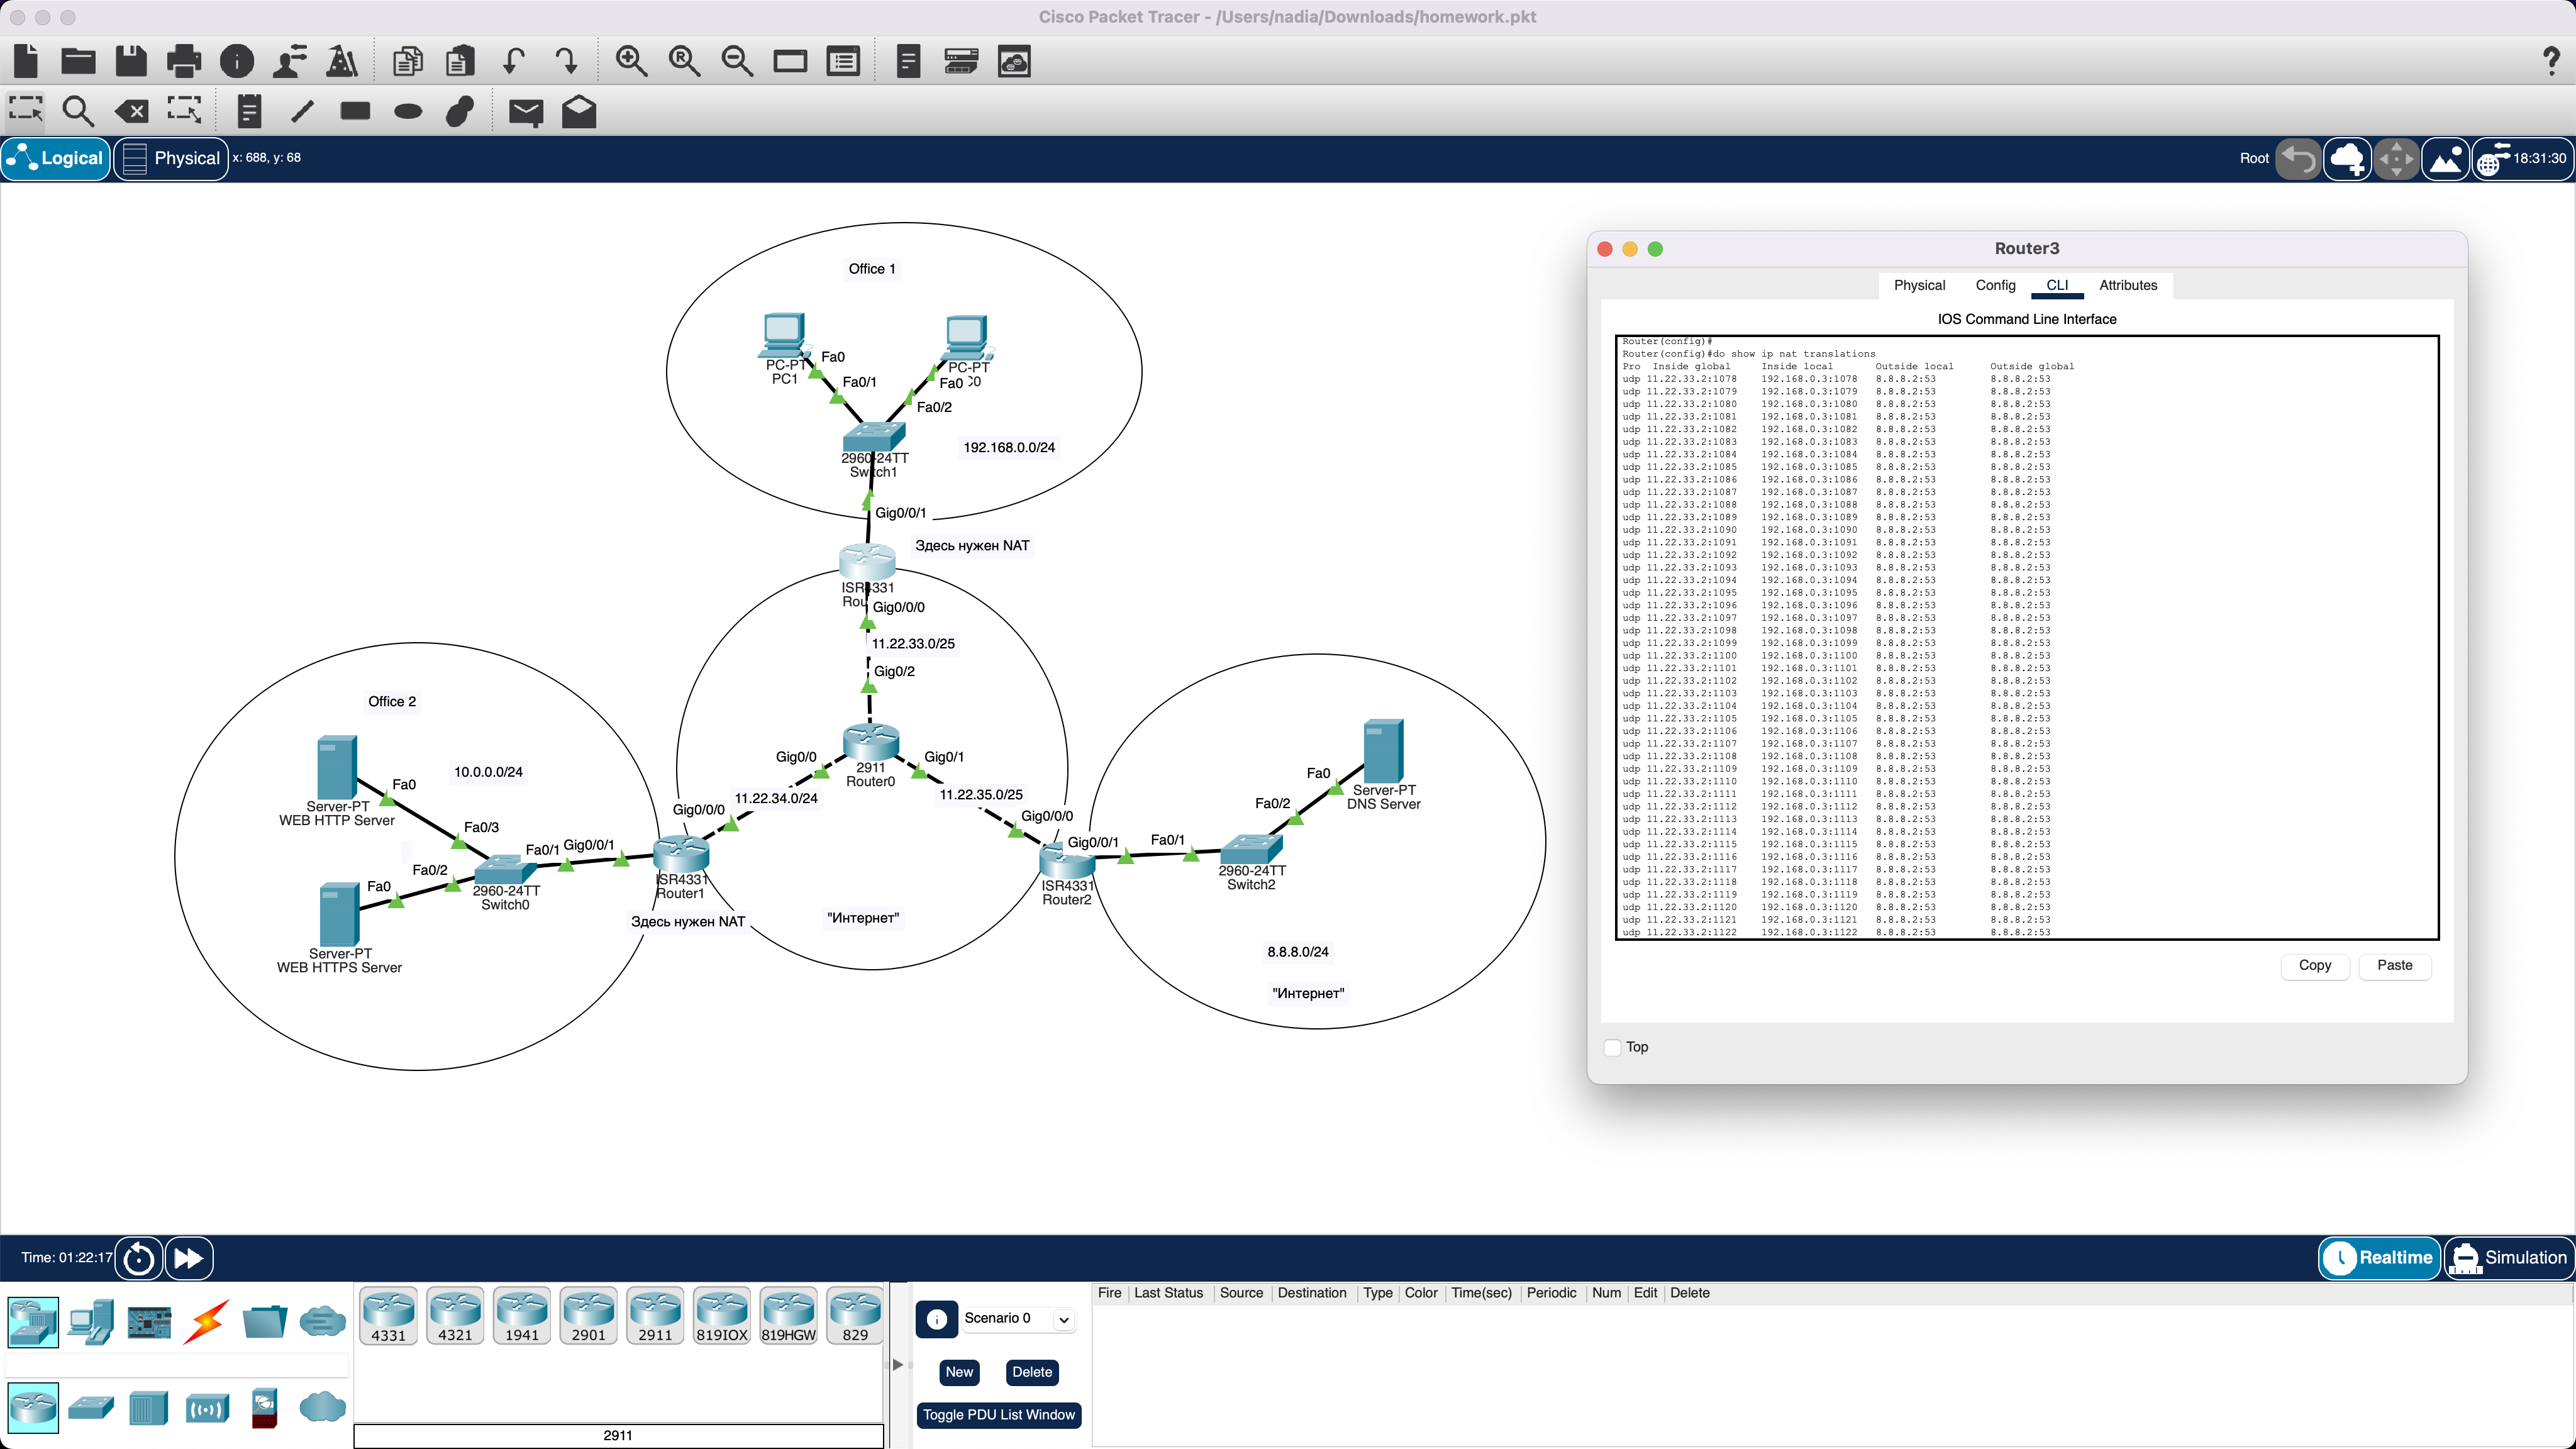 Cisco Packet Tracer - /Users/nadia/Downloads/homework.pkt
Logical
Physical
x: 688, y: 68
Root
18:31:30
Office 1
PC-PT
PC1
Fa0
Fa0/1
PC-PT
Fa0
Fa0/2
192.168.0.0/24
2960-24TT
Switch1
Gig0/0/1
Здесь нужен NAT
ISR4331
Gig0/0/0
11.22.33.0/25
Gig0/2
Office 2
10.0.0.0/24
Fa0
Server-PT
WEB HTTP Server
Fa0/3
Fa0/2
Fa0
Server-PT
WEB HTTPS Server
2960-24TT
Switch0
Fa0/1
Gig0/0/1
Gig0/0/0
11.22.34.0/24
Gig0/0
2911
Router0
Gig0/1
11.22.35.0/25
Gig0/0/0
ISR4331
Router1
Здесь нужен NAT
"Интернет"
ISR4331
Router2
Gig0/0/1
Fa0/1
2960-24TT
Switch2
Fa0/2
Fa0
Server-PT
DNS Server
8.8.8.0/24
"Интернет"
Router3
Physical
Config
CLI
Attributes
IOS Command Line Interface
Router(config)#
Router(config)#do show ip nat translations
Pro Inside global Inside local Outside local Outside global
udp 11.22.33.2:1078 192.168.0.3:1078 8.8.8.2:53 8.8.8.2:53
udp 11.22.33.2:1079 192.168.0.3:1079 8.8.8.2:53 8.8.8.2:53
udp 11.22.33.2:1080 192.168.0.3:1080 8.8.8.2:53 8.8.8.2:53
udp 11.22.33.2:1081 192.168.0.3:1081 8.8.8.2:53 8.8.8.2:53
udp 11.22.33.2:1082 192.168.0.3:1082 8.8.8.2:53 8.8.8.2:53
udp 11.22.33.2:1083 192.168.0.3:1083 8.8.8.2:53 8.8.8.2:53
udp 11.22.33.2:1084 192.168.0.3:1084 8.8.8.2:53 8.8.8.2:53
udp 11.22.33.2:1085 192.168.0.3:1085 8.8.8.2:53 8.8.8.2:53
udp 11.22.33.2:1086 192.168.0.3:1086 8.8.8.2:53 8.8.8.2:53
udp 11.22.33.2:1087 192.168.0.3:1087 8.8.8.2:53 8.8.8.2:53
udp 11.22.33.2:1088 192.168.0.3:1088 8.8.8.2:53 8.8.8.2:53
udp 11.22.33.2:1089 192.168.0.3:1089 8.8.8.2:53 8.8.8.2:53
udp 11.22.33.2:1090 192.168.0.3:1090 8.8.8.2:53 8.8.8.2:53
udp 11.22.33.2:1091 192.168.0.3:1091 8.8.8.2:53 8.8.8.2:53
udp 11.22.33.2:1092 192.168.0.3:1092 8.8.8.2:53 8.8.8.2:53
udp 11.22.33.2:1093 192.168.0.3:1093 8.8.8.2:53 8.8.8.2:53
udp 11.22.33.2:1094 192.168.0.3:1094 8.8.8.2:53 8.8.8.2:53
udp 11.22.33.2:1095 192.168.0.3:1095 8.8.8.2:53 8.8.8.2:53
udp 11.22.33.2:1096 192.168.0.3:1096 8.8.8.2:53 8.8.8.2:53
udp 11.22.33.2:1097 192.168.0.3:1097 8.8.8.2:53 8.8.8.2:53
udp 11.22.33.2:1098 192.168.0.3:1098 8.8.8.2:53 8.8.8.2:53
udp 11.22.33.2:1099 192.168.0.3:1099 8.8.8.2:53 8.8.8.2:53
udp 11.22.33.2:1100 192.168.0.3:1100 8.8.8.2:53 8.8.8.2:53
udp 11.22.33.2:1101 192.168.0.3:1101 8.8.8.2:53 8.8.8.2:53
udp 11.22.33.2:1102 192.168.0.3:1102 8.8.8.2:53 8.8.8.2:53
udp 11.22.33.2:1103 192.168.0.3:1103 8.8.8.2:53 8.8.8.2:53
udp 11.22.33.2:1104 192.168.0.3:1104 8.8.8.2:53 8.8.8.2:53
udp 11.22.33.2:1105 192.168.0.3:1105 8.8.8.2:53 8.8.8.2:53
udp 11.22.33.2:1106 192.168.0.3:1106 8.8.8.2:53 8.8.8.2:53
udp 11.22.33.2:1107 192.168.0.3:1107 8.8.8.2:53 8.8.8.2:53
udp 11.22.33.2:1108 192.168.0.3:1108 8.8.8.2:53 8.8.8.2:53
udp 11.22.33.2:1109 192.168.0.3:1109 8.8.8.2:53 8.8.8.2:53
udp 11.22.33.2:1110 192.168.0.3:1110 8.8.8.2:53 8.8.8.2:53
udp 11.22.33.2:1111 192.168.0.3:1111 8.8.8.2:53 8.8.8.2:53
udp 11.22.33.2:1112 192.168.0.3:1112 8.8.8.2:53 8.8.8.2:53
udp 11.22.33.2:1113 192.168.0.3:1113 8.8.8.2:53 8.8.8.2:53
udp 11.22.33.2:1114 192.168.0.3:1114 8.8.8.2:53 8.8.8.2:53
udp 11.22.33.2:1115 192.168.0.3:1115 8.8.8.2:53 8.8.8.2:53
udp 11.22.33.2:1116 192.168.0.3:1116 8.8.8.2:53 8.8.8.2:53
udp 11.22.33.2:1117 192.168.0.3:1117 8.8.8.2:53 8.8.8.2:53
udp 11.22.33.2:1118 192.168.0.3:1118 8.8.8.2:53 8.8.8.2:53
udp 11.22.33.2:1119 192.168.0.3:1119 8.8.8.2:53 8.8.8.2:53
udp 11.22.33.2:1120 192.168.0.3:1120 8.8.8.2:53 8.8.8.2:53
udp 11.22.33.2:1121 192.168.0.3:1121 8.8.8.2:53 8.8.8.2:53
udp 11.22.33.2:1122 192.168.0.3:1122 8.8.8.2:53 8.8.8.2:53
Copy
Paste
Top
Time: 01:22:17
Realtime
Simulation
4331
4321
1941
2901
2911
819IOX
819HGW
829
2911
Scenario 0
New
Delete
Toggle PDU List Window
Fire Last Status Source Destination Type Color Time(sec) Periodic Num Edit Delete